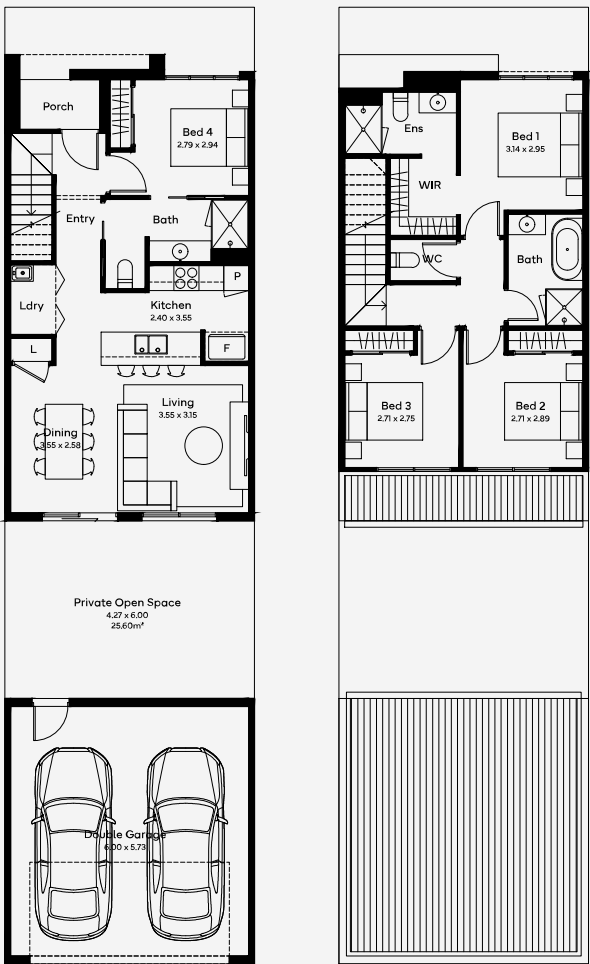 Porch
Bed 4
2.79 x 2.94
Entry
Bath
P
Ldry
Kitchen
2.40 x 3.55
L
F
Living
3.55 x 3.15
Dining
3.55 x 2.58
Private Open Space
4.27 x 6.00
25.60m²
Double Garage
6.00 x 5.73
Ens
Bed 1
3.14 x 2.95
WIR
WC
Bath
Bed 3
2.71 x 2.75
Bed 2
2.71 x 2.89